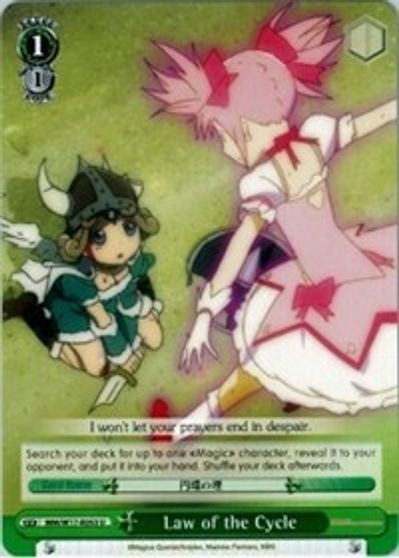 1
1
I won't let your prayers end in despair.
Search your deck for up to one «Magic» character, reveal it to your
opponent, and put it into your hand. Shuffle your deck afterwards.
Card Name
円環の理
Law of the Cycle